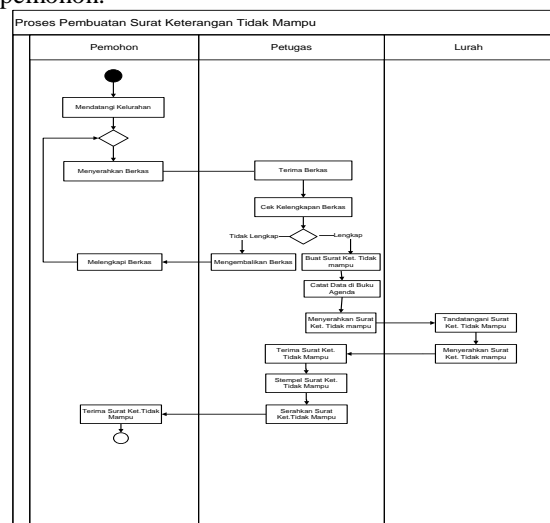 pemohon.
Proses Pembuatan Surat Keterangan Tidak Mampu
Pemohon
Petugas
Lurah
Mendatangi Kelurahan
Menyerahkan Berkas
Terima Berkas
Cek Kelengkapan Berkas
Tidak Lengkap
Lengkap
Melengkapi Berkas
Mengembalikan Berkas
Buat Surat Ket. Tidak
mampu
Catat Data di Buku
Agenda
Menyerahkan Surat
Ket. Tidak mampu
Tandatangani Surat
Ket. Tidak Mampu
Terima Surat Ket.
Tidak Mampu
Menyerahkan Surat
Ket. Tidak mampu
Stempel Surat Ket.
Tidak Mampu
Terima Surat Ket.Tidak
Mampu
Serahkan Surat
Ket.Tidak Mampu